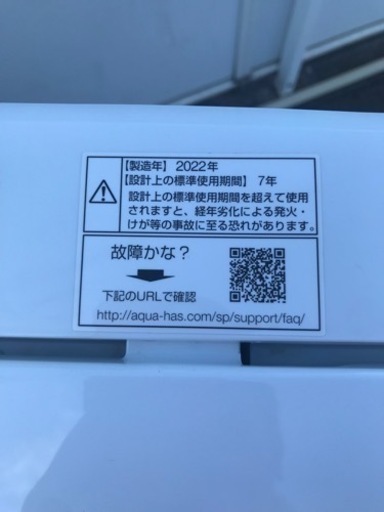 【製造年】 2022年
【設計上の標準使用期間】 7年
設計上の標準使用期間を超えて使用
されますと、経年劣化による発火・
けが等の事故に至る恐れがあります。
故障かな？
下記のURLで確認
http://aqua-has.com/sp/support/faq/